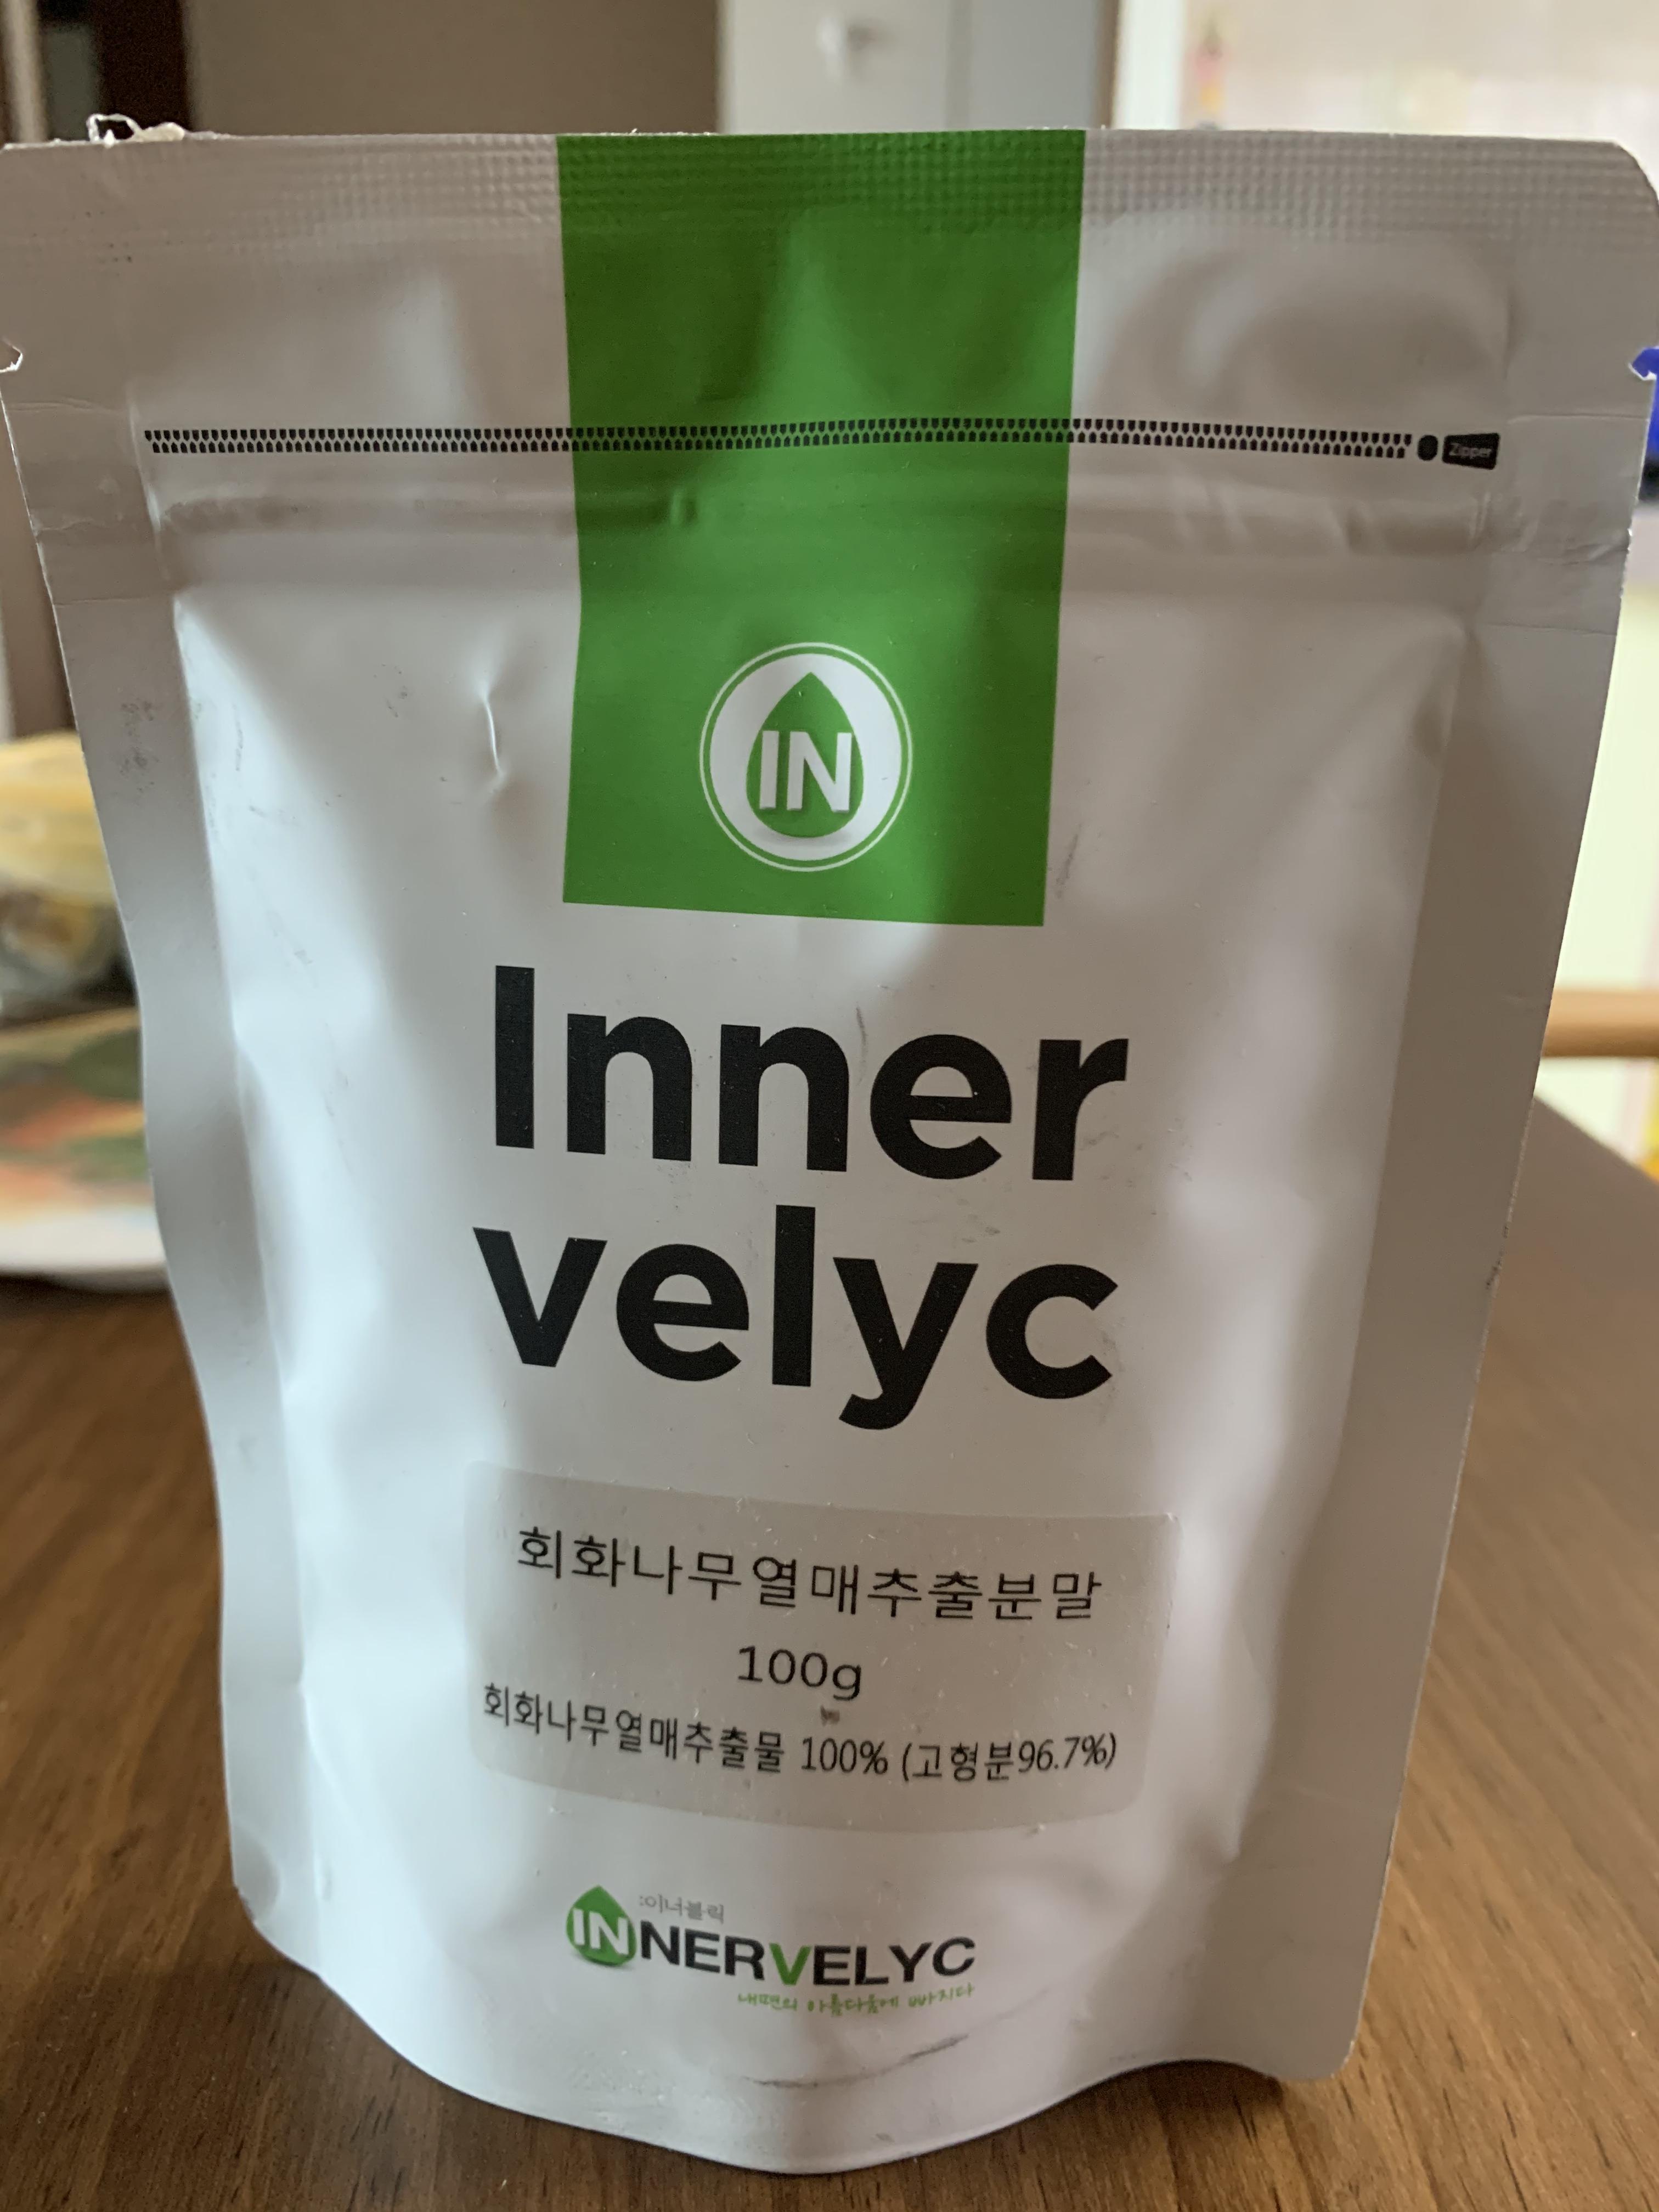 Zipper
IN
Inner
velyc
회화나무열매추출분말
100g
회화나무열매추출물 100% (고형분96.7%)
:이너블릭
INNERVELYC
내면의 아름다움에 빠지다